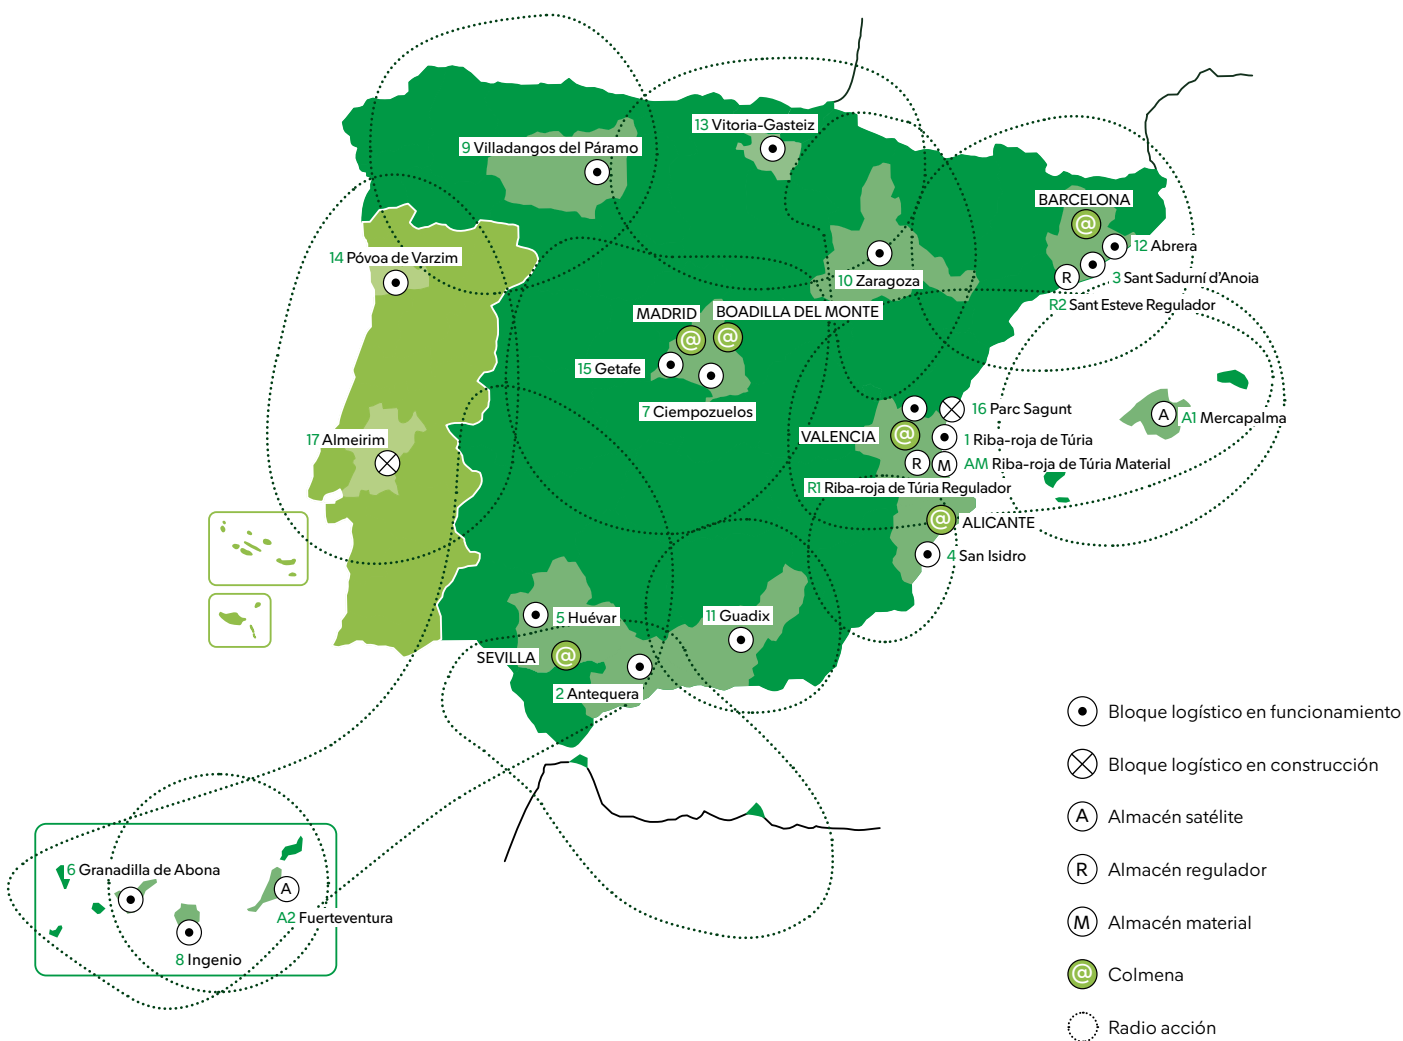 13 Vitoria-Gasteiz
9 Villadangos del Páramo
BARCELONA
@
12 Abrera
14 Póvoa de Varzim
10 Zaragoza
R
3 Sant Sadurní d'Anoia
R2 Sant Esteve Regulador
MADRID
BOADILLA DEL MONTE
@
@
15 Getafe
7 Ciempozuelos
16 Parc Sagunt
A
A1 Mercapalma
VALENCIA
@
1 Riba-roja de Túria
17 Almeirim
R
M
AM Riba-roja de Túria Material
R1 Riba-roja de Túria Regulador
@
ALICANTE
4 San Isidro
5 Huévar
11 Guadix
SEVILLA
@
2 Antequera
Bloque logístico en funcionamiento
Bloque logístico en construcción
A
Almacén satélite
6 Granadilla de Abona
R
Almacén regulador
A
A2 Fuerteventura
M
Almacén material
8 Ingenio
@
Colmena
Radio acción